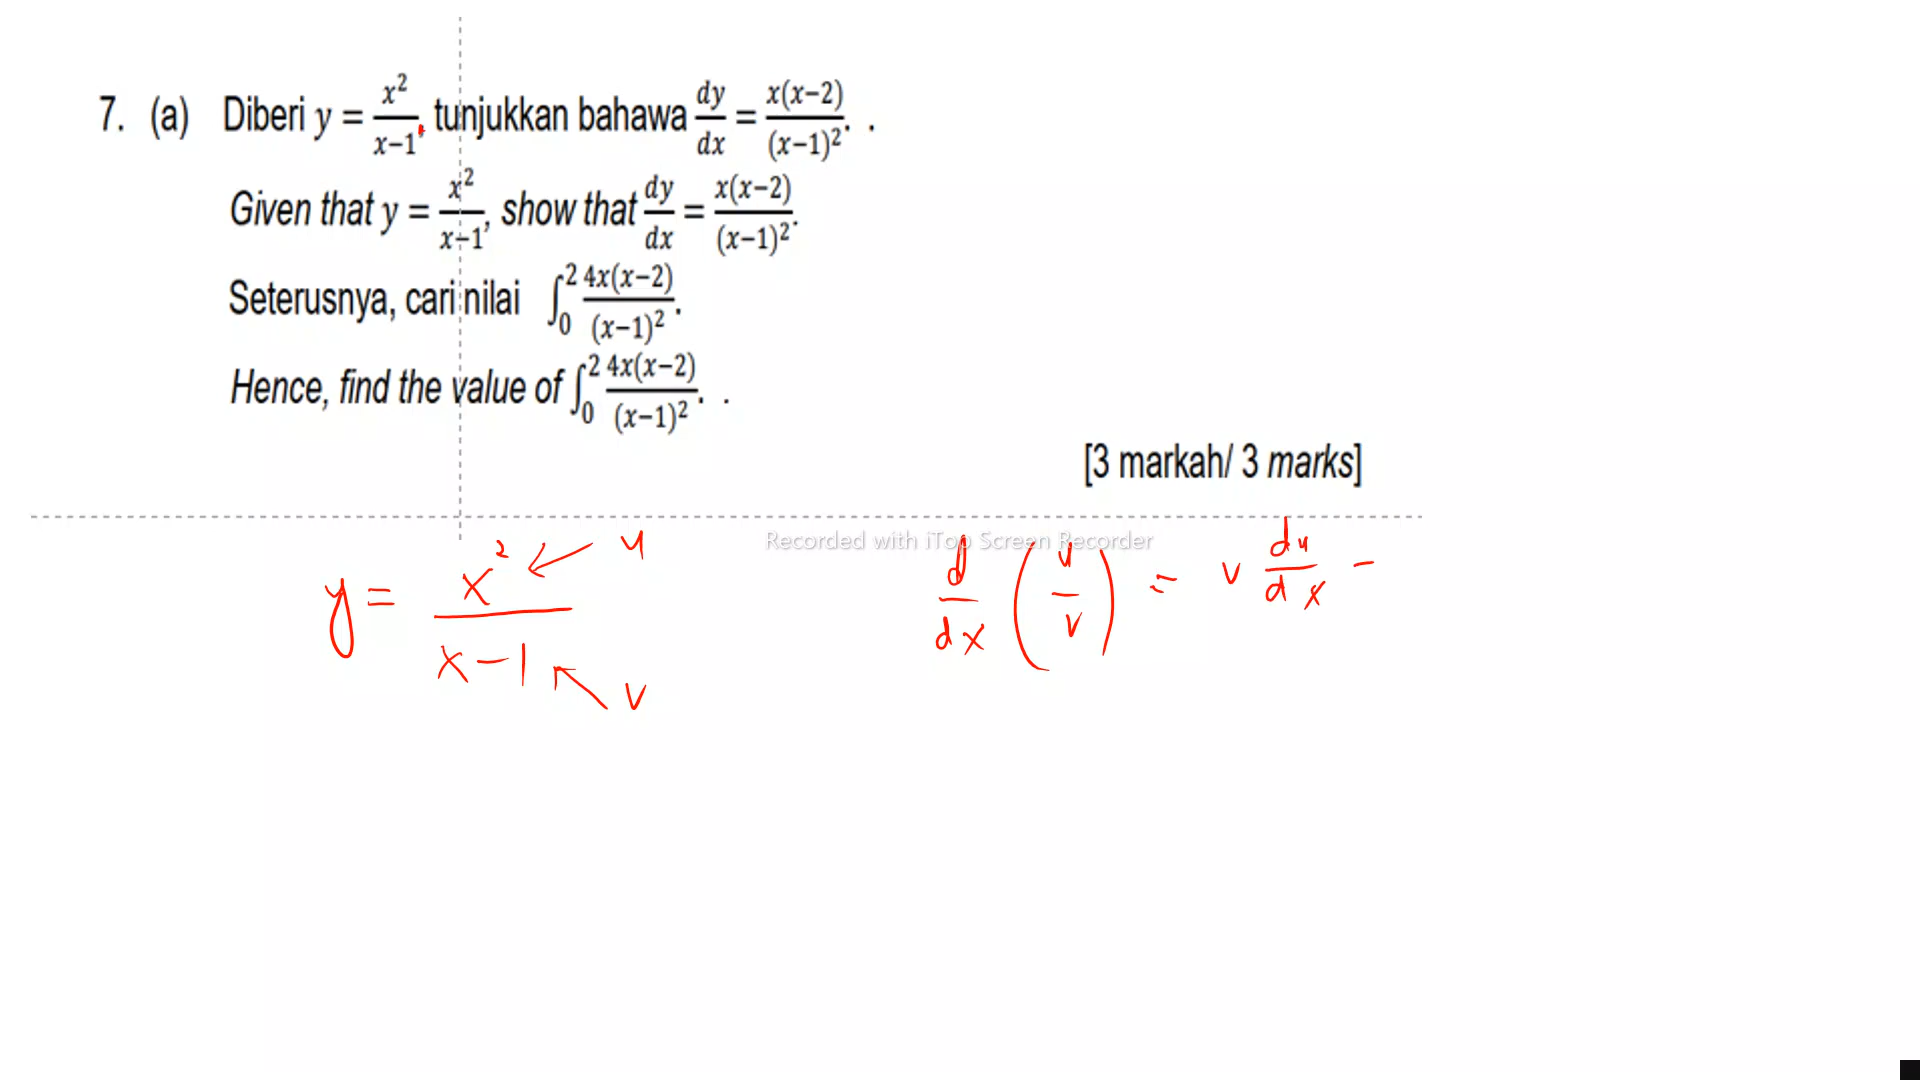 7. (a) Diberi y = x²/(x−1), tunjukkan bahawa dy/dx = x(x−2)/(x−1)². .
Given that y = x²/(x−1), show that dy/dx = x(x−2)/(x−1)².
Seterusnya, cari nilai ∫₀² 4x(x−2)/(x−1)².
Hence, find the value of ∫₀² 4x(x−2)/(x−1)². .
[3 markah/ 3 marks]
Recorded with iTop Screen Recorder
y = x²/(x−1) u v
d/dx (u/v) = v du/dx −